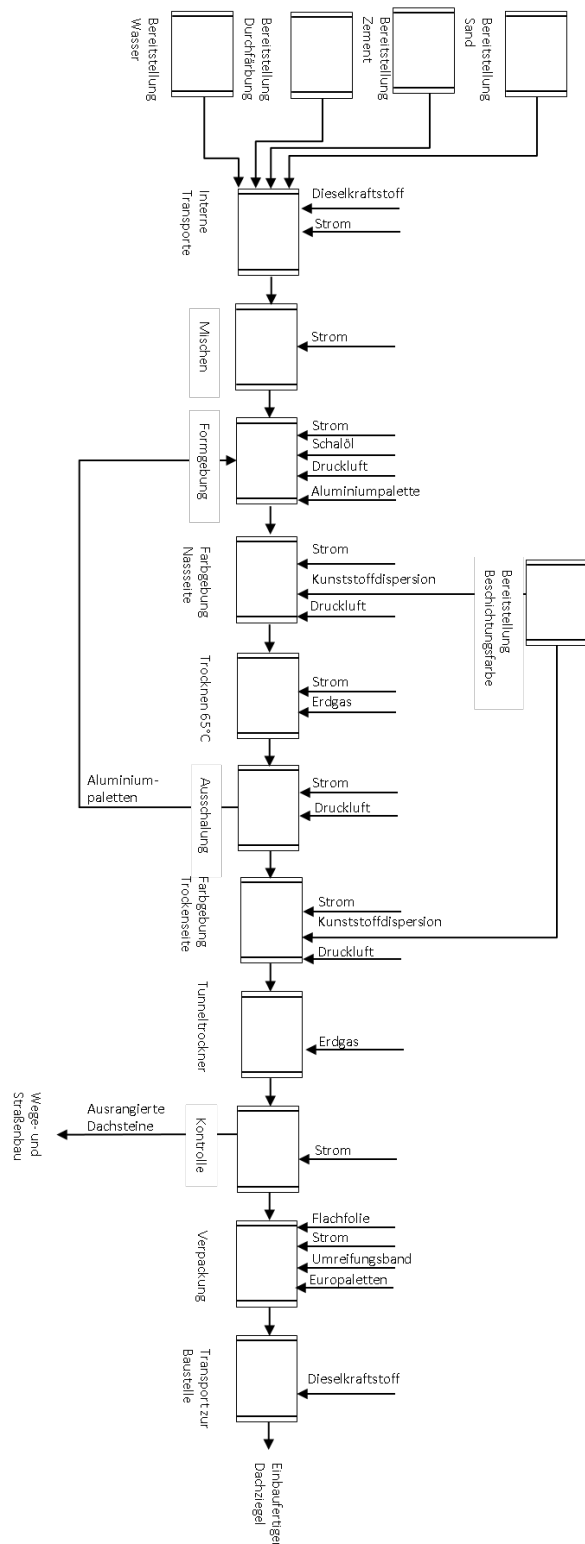 Bereitstellung
Wasser
Bereitstellung
Durchfärbung
Bereitstellung
Zement
Bereitstellung
Sand
Interne
Transporte
Dieselkraftstoff
Strom
Mischen
Strom
Formgebung
Strom
Schalöl
Druckluft
Aluminiumpalette
Farbgebung
Nassseite
Strom
Kunststoffdispersion
Druckluft
Bereitstellung
Beschichtungsfarbe
Trocknen 65°C
Strom
Erdgas
Aluminium-
paletten
Ausschalung
Strom
Druckluft
Farbgebung
Trockenseite
Strom
Kunststoffdispersion
Druckluft
Tunneltrockner
Erdgas
Wege- und
Straßenbau
Ausrangierte
Dachsteine
Kontrolle
Strom
Verpackung
Flachfolie
Strom
Umreifungsband
Europaletten
Transport zur
Baustelle
Dieselkraftstoff
Einbaufertiger
Dachziegel